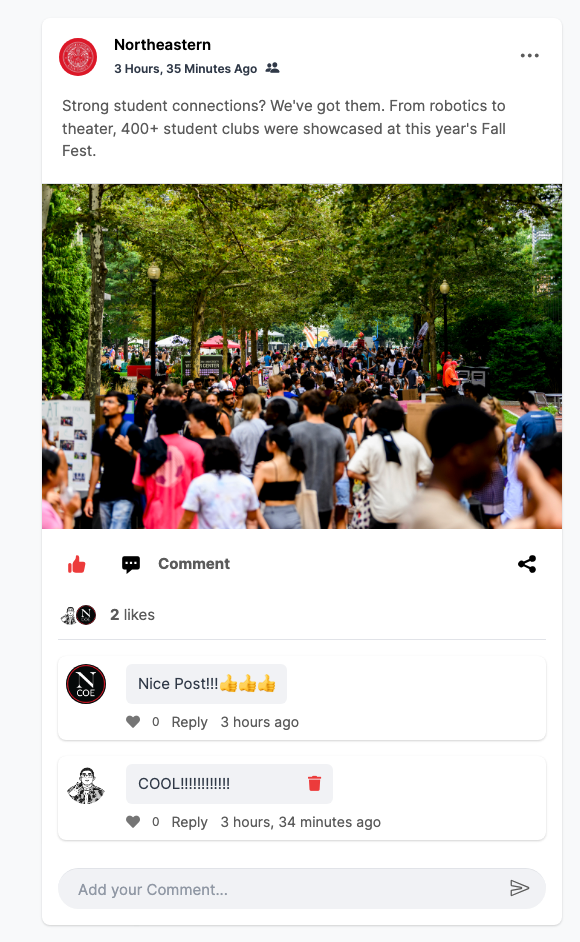 Northeastern
3 Hours, 35 Minutes Ago
Strong student connections? We've got them. From robotics to
theater, 400+ student clubs were showcased at this year's Fall
Fest.
Comment
2 likes
N
COE
Nice Post!!!👍👍👍
0 Reply 3 hours ago
COOL!!!!!!!!!!!!
0 Reply 3 hours, 34 minutes ago
Add your Comment...